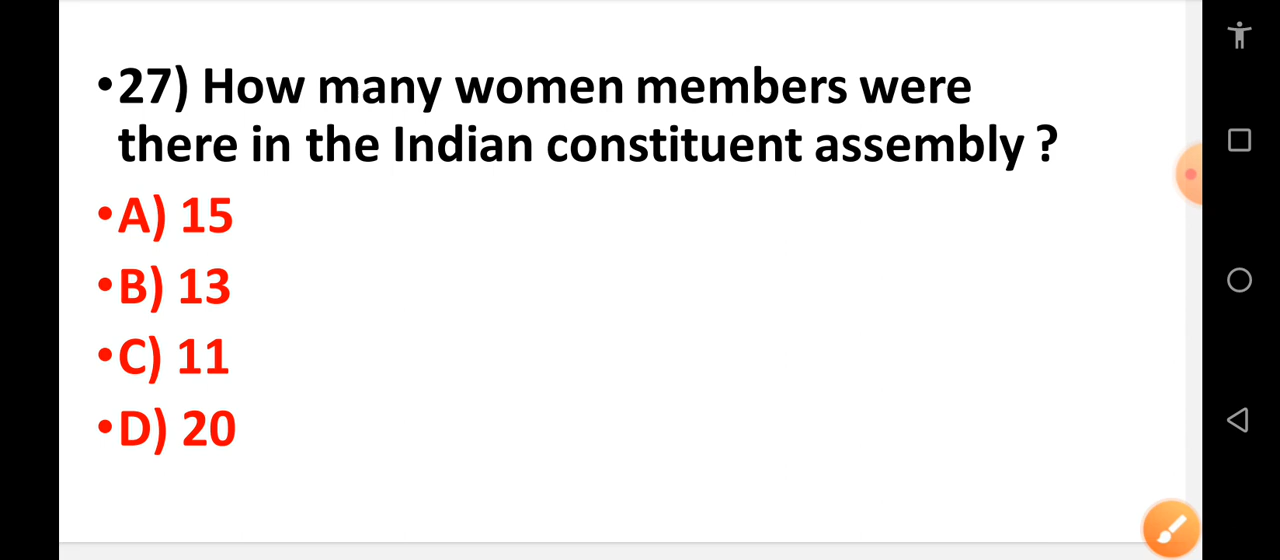 •27) How many women members were
there in the Indian constituent assembly ?
•A) 15
•B) 13
•C) 11
•D) 20